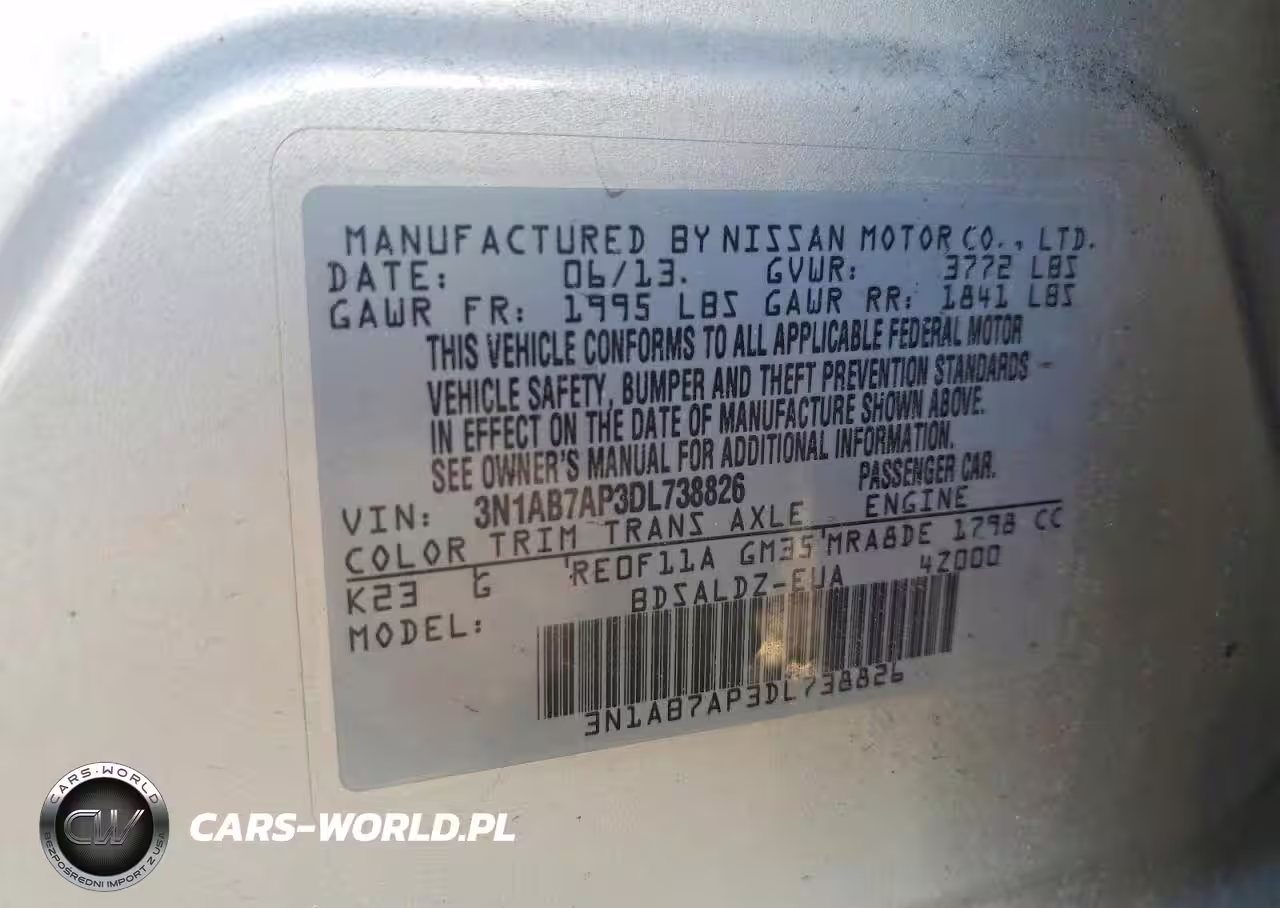 MANUFACTURED BY NISSAN MOTOR CO., LTD.
DATE: 06/13. GVWR: 3772 LBS
GAWR FR: 1995 LBS GAWR RR: 1841 LBS
THIS VEHICLE CONFORMS TO ALL APPLICABLE FEDERAL MOTOR
VEHICLE SAFETY, BUMPER AND THEFT PREVENTION STANDARDS
IN EFFECT ON THE DATE OF MANUFACTURE SHOWN ABOVE.
SEE OWNER'S MANUAL FOR ADDITIONAL INFORMATION.
VIN: 3N1AB7AP3DL738826 PASSENGER CAR.
COLOR TRIM TRANS AXLE ENGINE
K23 G RE0F11A GM35 MRA8DE 1798 CC
MODEL: BDSALDZ-EUA 42000
3N1AB7AP3DL738826
CARS-WORLD
CW
BEZPOŚREDNI IMPORT Z USA
CARS-WORLD.PL